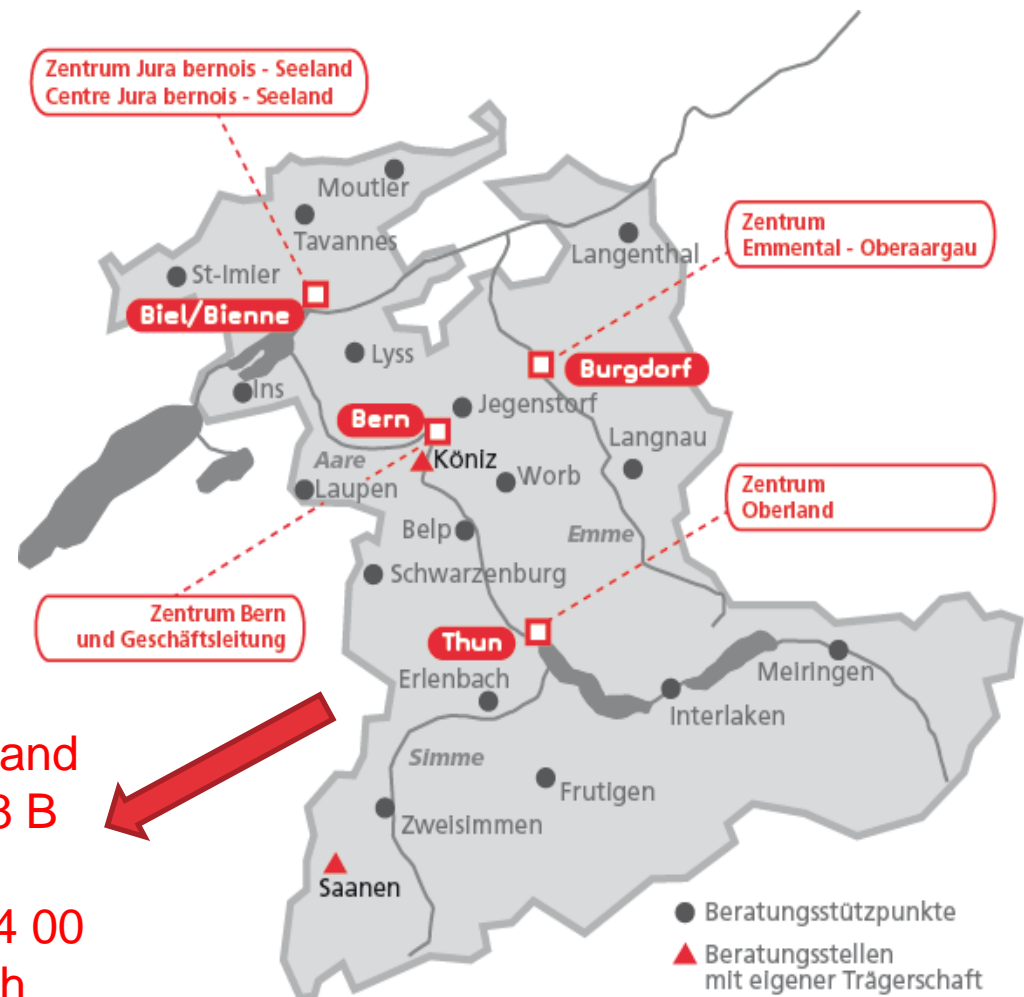 Zentrum Jura bernois - Seeland
Centre Jura bernois - Seeland
Moutier
Tavannes
St-Imier
Biel/Bienne
Langenthal
Zentrum
Emmental - Oberaargau
Lyss
Ins
Burgdorf
Jegenstorf
Bern
Langnau
Aare
Köniz
Worb
Laupen
Zentrum
Oberland
Belp
Emme
Schwarzenburg
Zentrum Bern
und Geschäftsleitung
Thun
Erlenbach
Meiringen
Interlaken
Simme
Frutigen
Zweisimmen
Saanen
and
B
4 00
h
Beratungsstützpunkte
Beratungsstellen
mit eigener Trägerschaft